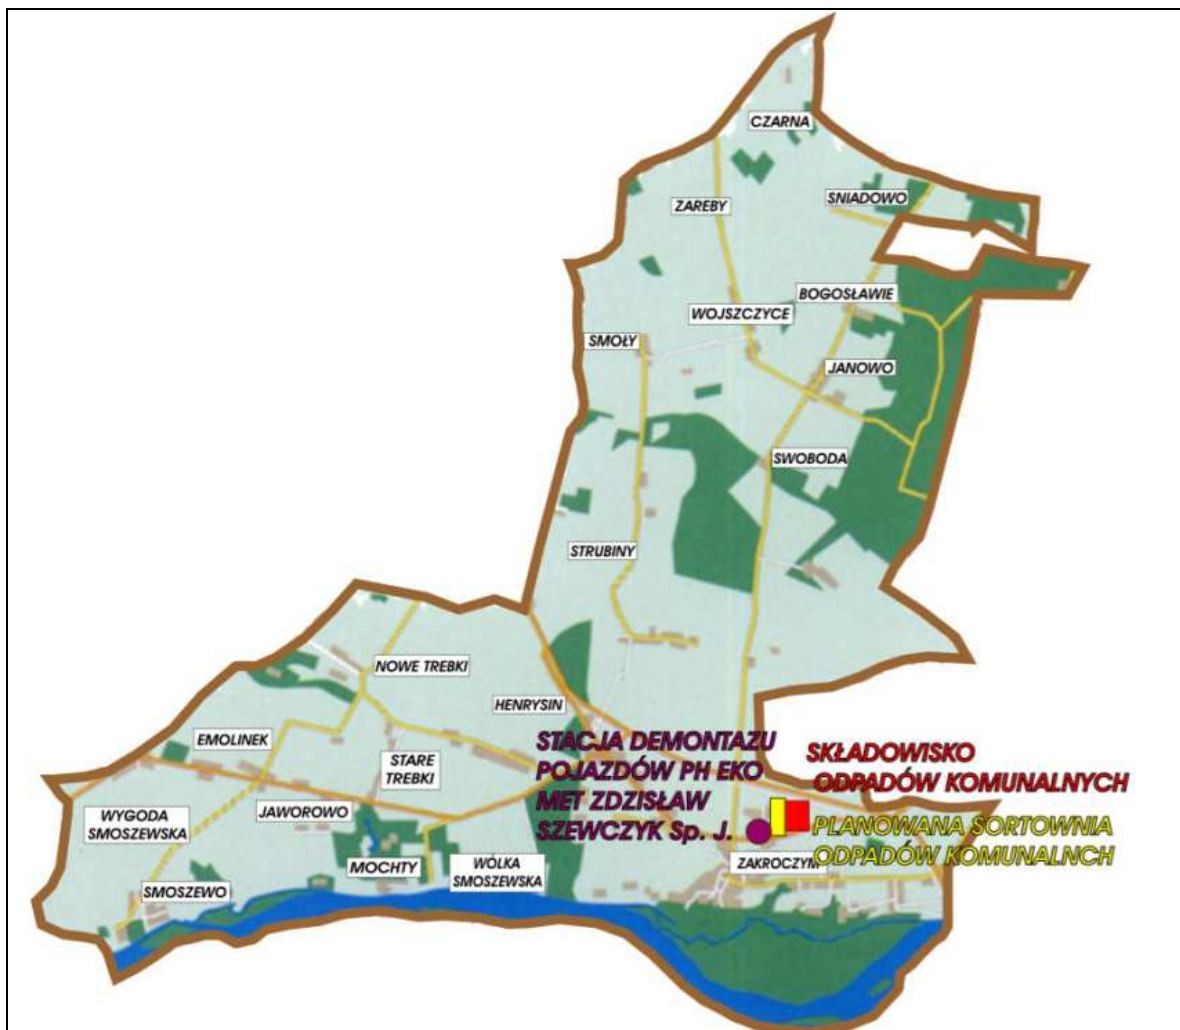 CZARNA
ZAREBY
SNIADOWO
BOGOSŁAWIE
WOJSZCZYCE
SMOŁY
JANOWO
SWOBODA
STRUBINY
NOWE TREBKI
HENRYSIN
EMOLINEK
STARE
TREBKI
STACJA DEMONTAZU
POJAZDÓW PH EKO
MET ZDZISŁAW
SZEWCZYK Sp. J.
SKŁADOWISKO
ODPADÓW KOMUNALNYCH
WYGODA
SMOSZEWSKA
JAWOROWO
PLANOWANA SORTOWNIA
ODPADÓW KOMUNALNCH
MOCHTY
WÓLKA
SMOSZEWSKA
ZAKROCZYM
SMOSZEWO